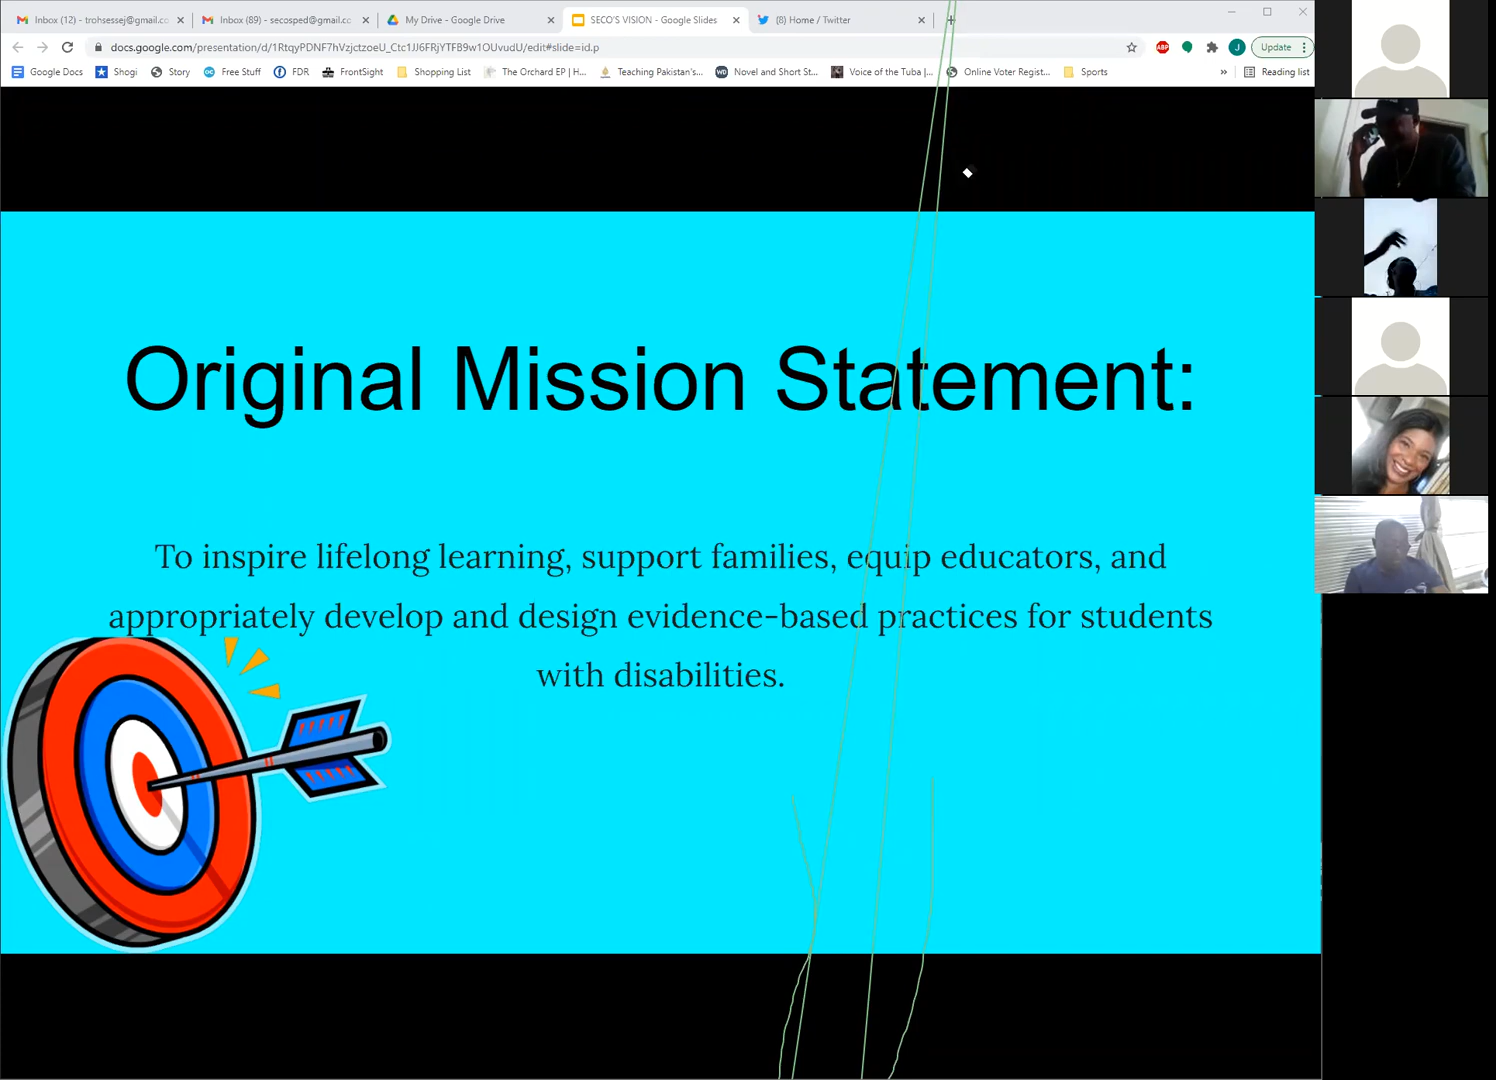 Inbox (12) - trohsessej@gmail.co
Inbox (89) - secosped@gmail.co
My Drive - Google Drive
SECO'S VISION - Google Slides
(8) Home / Twitter
docs.google.com/presentation/d/1RtqyPDNF7hVzjctzoeU_Ctc1JJ6FRjYTFB9w1OUvudU/edit#slide=id.p
ABP
J
Update
Google Docs
Shogi
Story
Free Stuff
FDR
FrontSight
Shopping List
The Orchard EP | H...
Teaching Pakistan's...
Novel and Short St...
Voice of the Tuba |...
Online Voter Regist...
Sports
»
Reading list
Original Mission Statement:
To inspire lifelong learning, support families, equip educators, and
appropriately develop and design evidence-based practices for students
with disabilities.